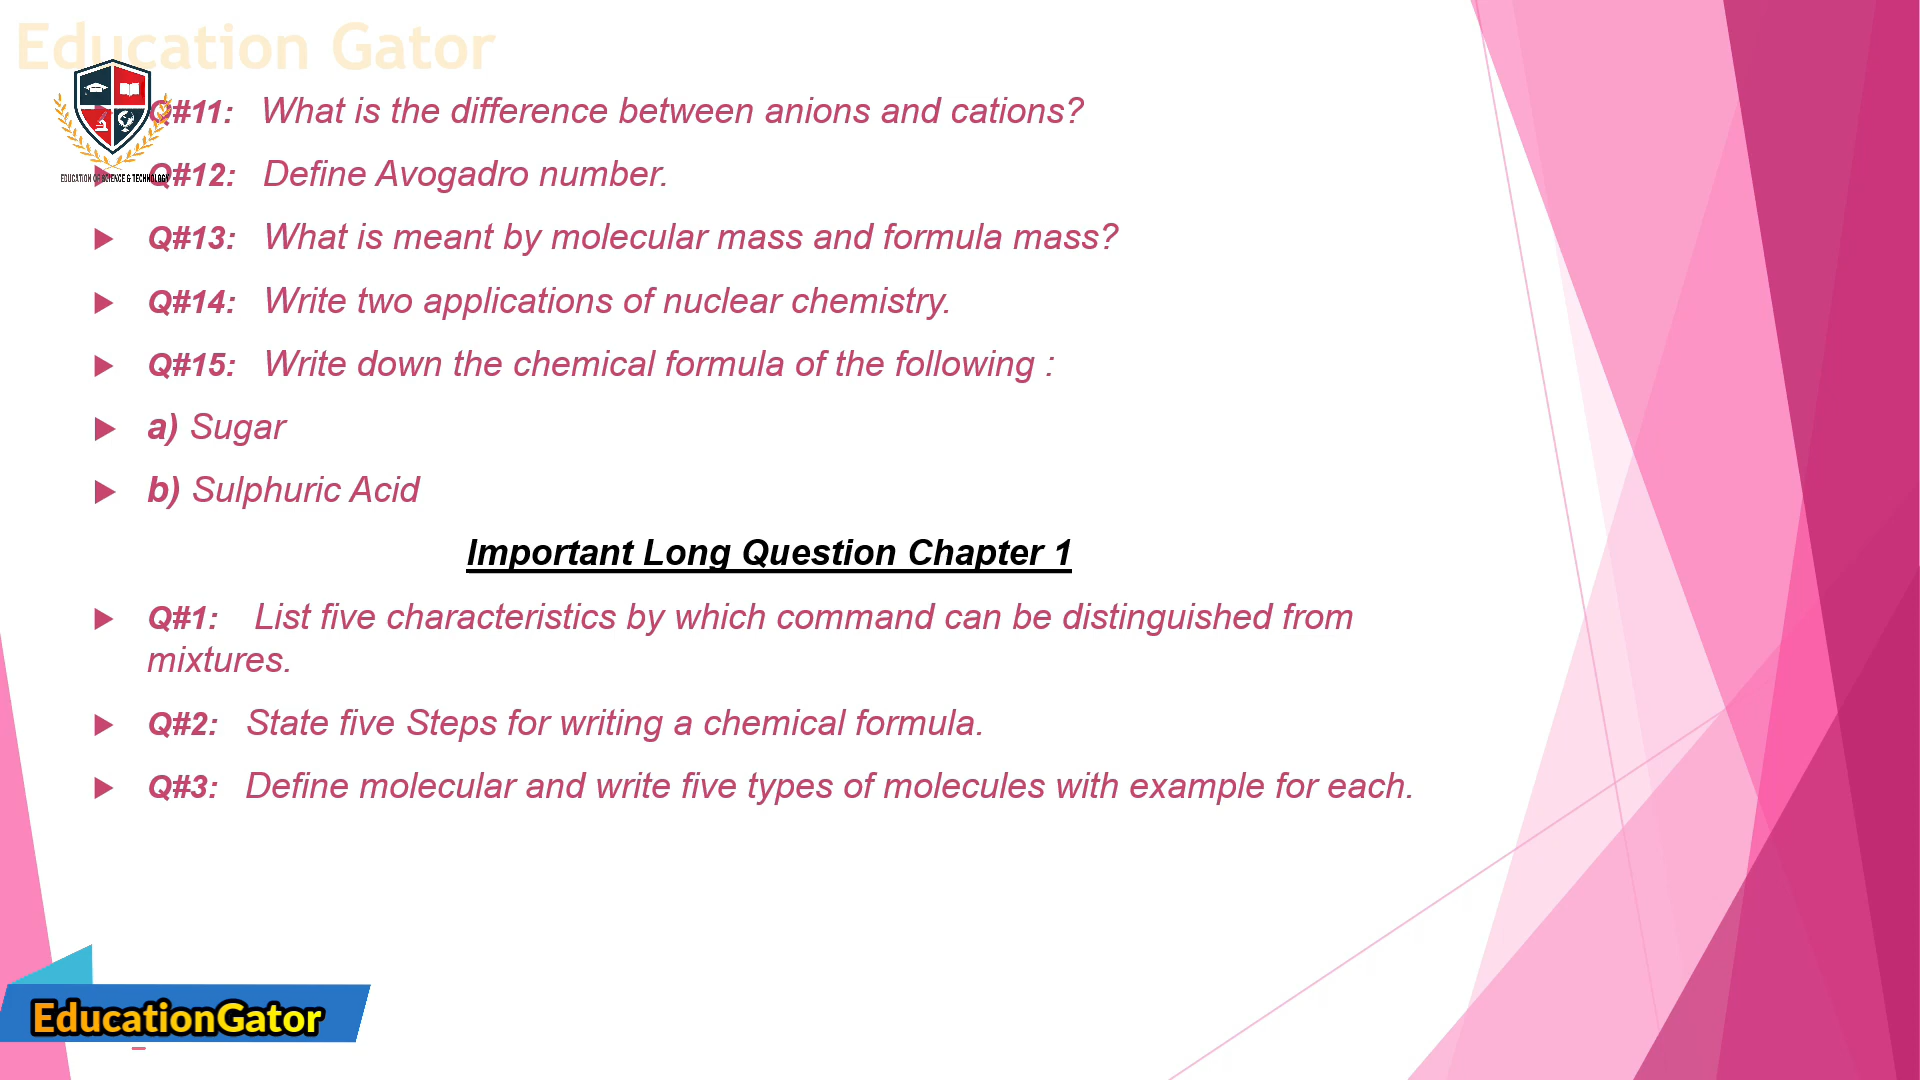 Education Gator
Q#11: What is the difference between anions and cations?
EDUCATION OF SCIENCE & TECHNOLOGY
Q#12: Define Avogadro number.
Q#13: What is meant by molecular mass and formula mass?
Q#14: Write two applications of nuclear chemistry.
Q#15: Write down the chemical formula of the following :
a) Sugar
b) Sulphuric Acid
Important Long Question Chapter 1
Q#1: List five characteristics by which command can be distinguished from
mixtures.
Q#2: State five Steps for writing a chemical formula.
Q#3: Define molecular and write five types of molecules with example for each.
EducationGator